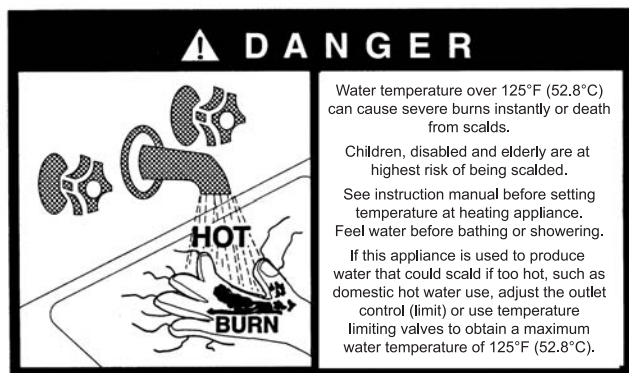 DANGER
HOT
BURN
Water temperature over 125°F (52.8°C)
can cause severe burns instantly or death
from scalds.
Children, disabled and elderly are at
highest risk of being scalded.
See instruction manual before setting
temperature at heating appliance.
Feel water before bathing or showering.
If this appliance is used to produce
water that could scald if too hot, such as
domestic hot water use, adjust the outlet
control (limit) or use temperature
limiting valves to obtain a maximum
water temperature of 125°F (52.8°C).